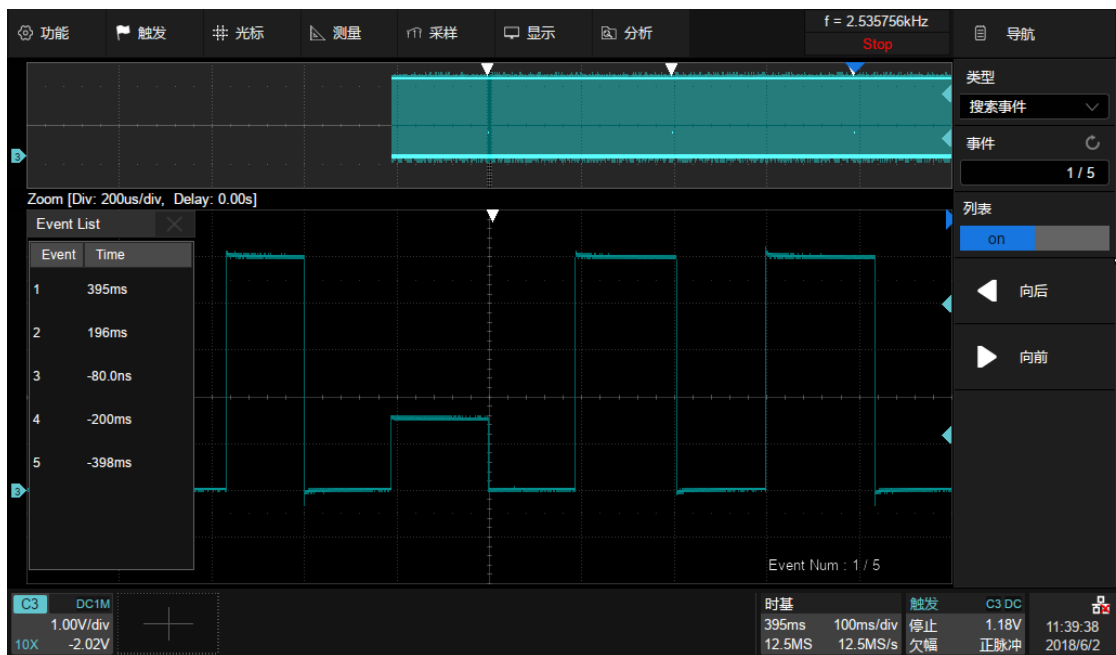 功能 触发 光标 测量 采样 显示 分析
f = 2.535756kHz
Stop
导航
类型
搜索事件
事件
1 / 5
列表
on
向后
向前
3
Zoom [Div: 200us/div, Delay: 0.00s]
Event List
Event Time
1 395ms
2 196ms
3 -80.0ns
4 -200ms
5 -398ms
3
Event Num : 1 / 5
C3 DC1M
1.00V/div
10X -2.02V
时基
395ms 100ms/div
12.5MS 12.5MS/s
触发 C3 DC
停止 1.18V
欠幅 正脉冲
11:39:38
2018/6/2